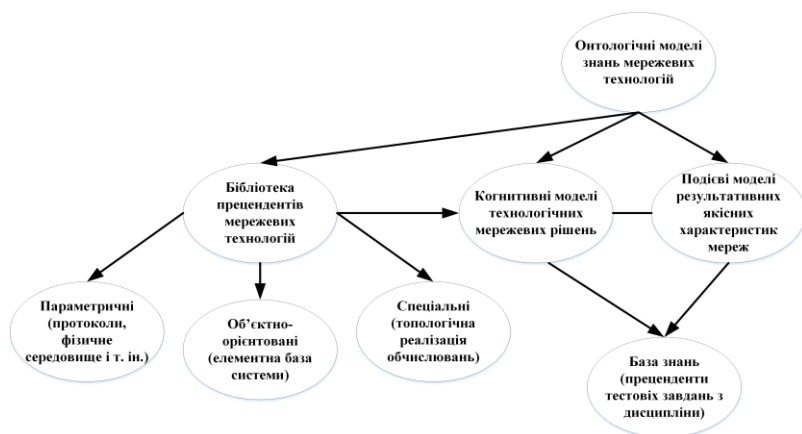 Онтологічні моделі
знань мережевих
технологій
Бібліотека
прецендентів
мережевих
технологій
Когнитивні моделі
технологічних
мережевих рішень
Подієві моделі
результативних
якісних
характеристик
мереж
Параметричні
(протоколи,
фізичне
середовище і т. ін.)
Об’єктно-
орієнтовані
(елементна база
системи)
Спеціальні
(топологічна
реалізація
обчислювань)
База знань
(преценденти
тестовіх завдань з
дисципліни)